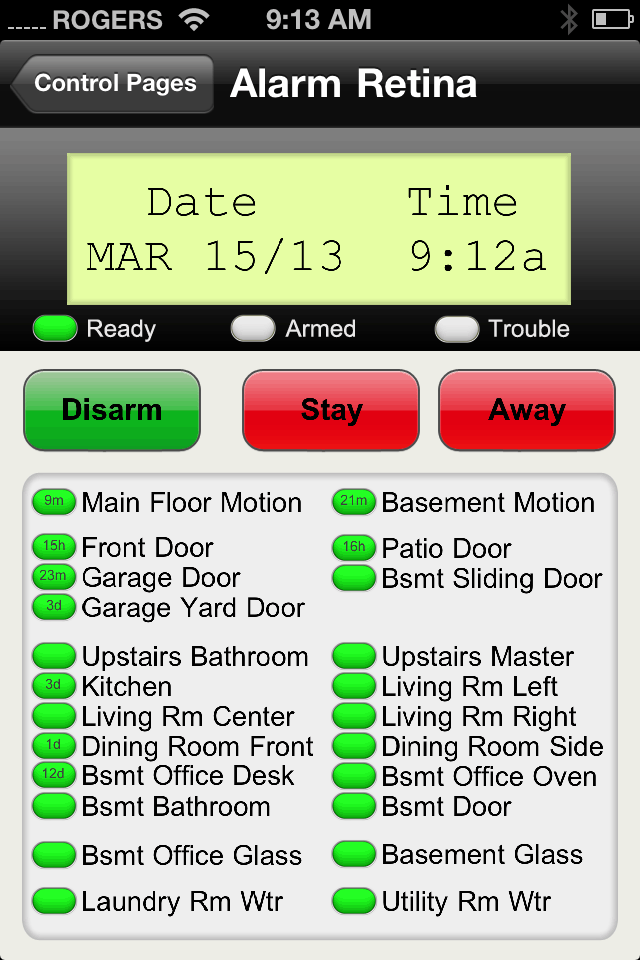 ROGERS 9:13 AM
Control Pages Alarm Retina
Date Time
MAR 15/13 9:12a
Ready Armed Trouble
Disarm Stay Away
9m Main Floor Motion 21m Basement Motion
15h Front Door 16h Patio Door
23m Garage Door Bsmt Sliding Door
3d Garage Yard Door
Upstairs Bathroom Upstairs Master
3d Kitchen Living Rm Left
Living Rm Center Living Rm Right
1d Dining Room Front Dining Room Side
12d Bsmt Office Desk Bsmt Office Oven
Bsmt Bathroom Bsmt Door
Bsmt Office Glass Basement Glass
Laundry Rm Wtr Utility Rm Wtr